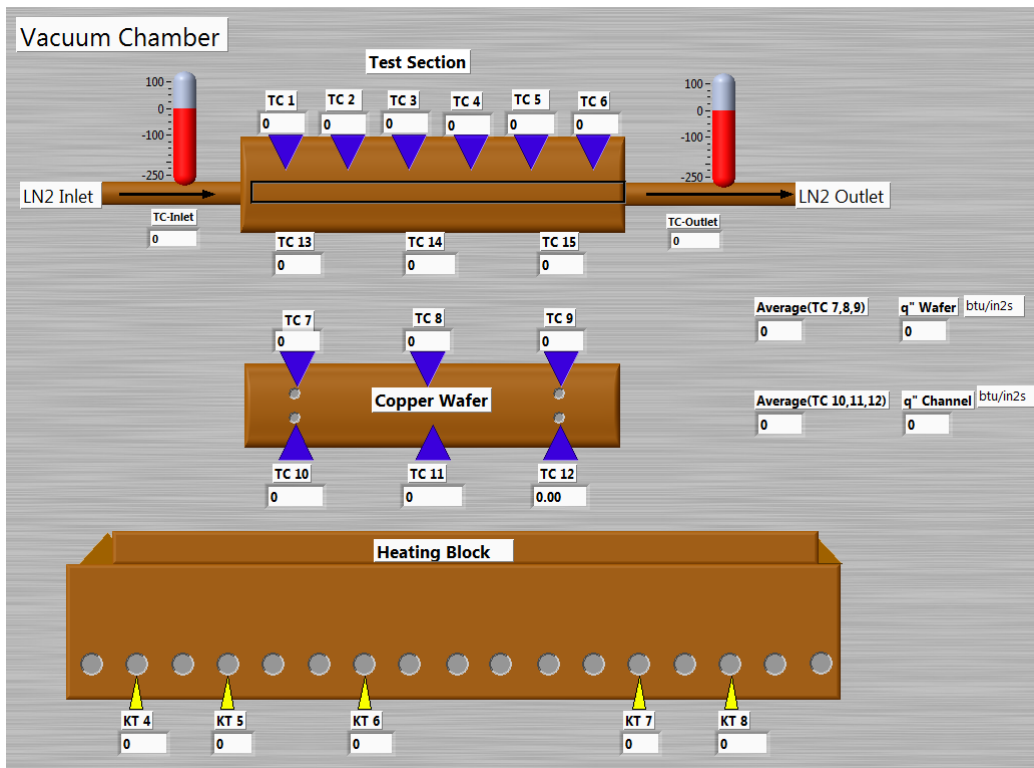 Vacuum Chamber
Test Section
100
0
-100
-250
TC 1
TC 2
TC 3
TC 4
TC 5
TC 6
0
0
0
0
0
0
100
0
-100
-250
LN2 Inlet
LN2 Outlet
TC-Inlet
0
TC-Outlet
0
TC 13
TC 14
TC 15
0
0
0
Average(TC 7,8,9)
q" Wafer
btu/in2s
0
0
TC 7
TC 8
TC 9
0
0
0
Copper Wafer
Average(TC 10,11,12)
q" Channel
btu/in2s
0
0
TC 10
TC 11
TC 12
0
0
0.00
Heating Block
KT 4
KT 5
KT 6
KT 7
KT 8
0
0
0
0
0